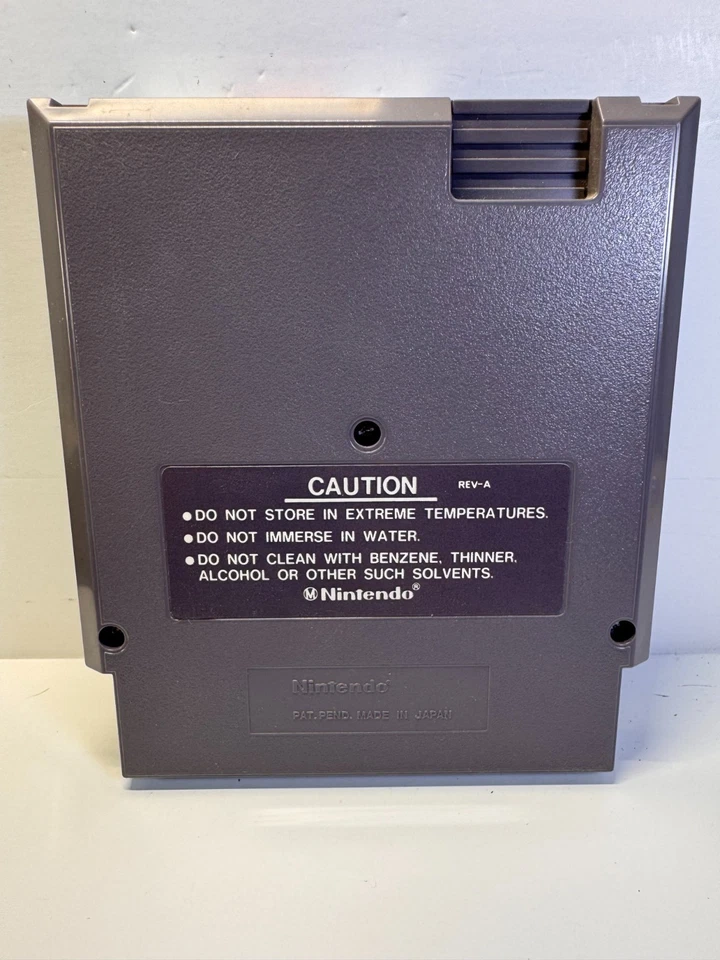 CAUTION REV-A
•DO NOT STORE IN EXTREME TEMPERATURES.
•DO NOT IMMERSE IN WATER.
•DO NOT CLEAN WITH BENZENE, THINNER,
ALCOHOL OR OTHER SUCH SOLVENTS.
Ⓜ Nintendo®
Nintendo®
PAT. PEND. MADE IN JAPAN